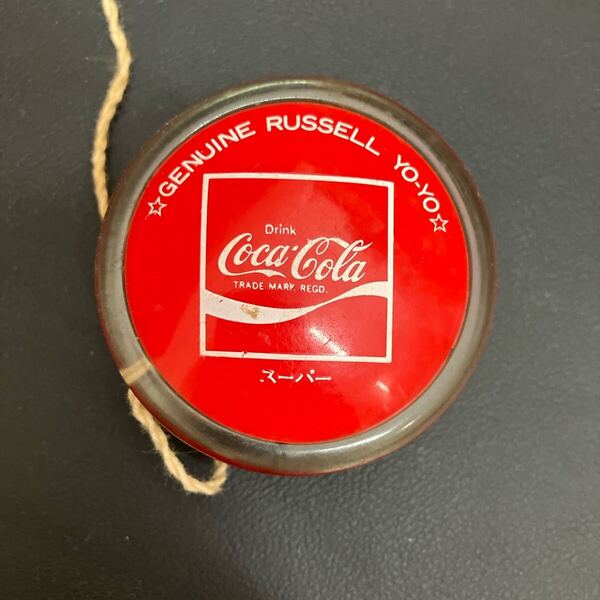 ☆GENUINE RUSSELL YO-YO☆
Drink
Coca-Cola
TRADE MARK REGD.
スーパー